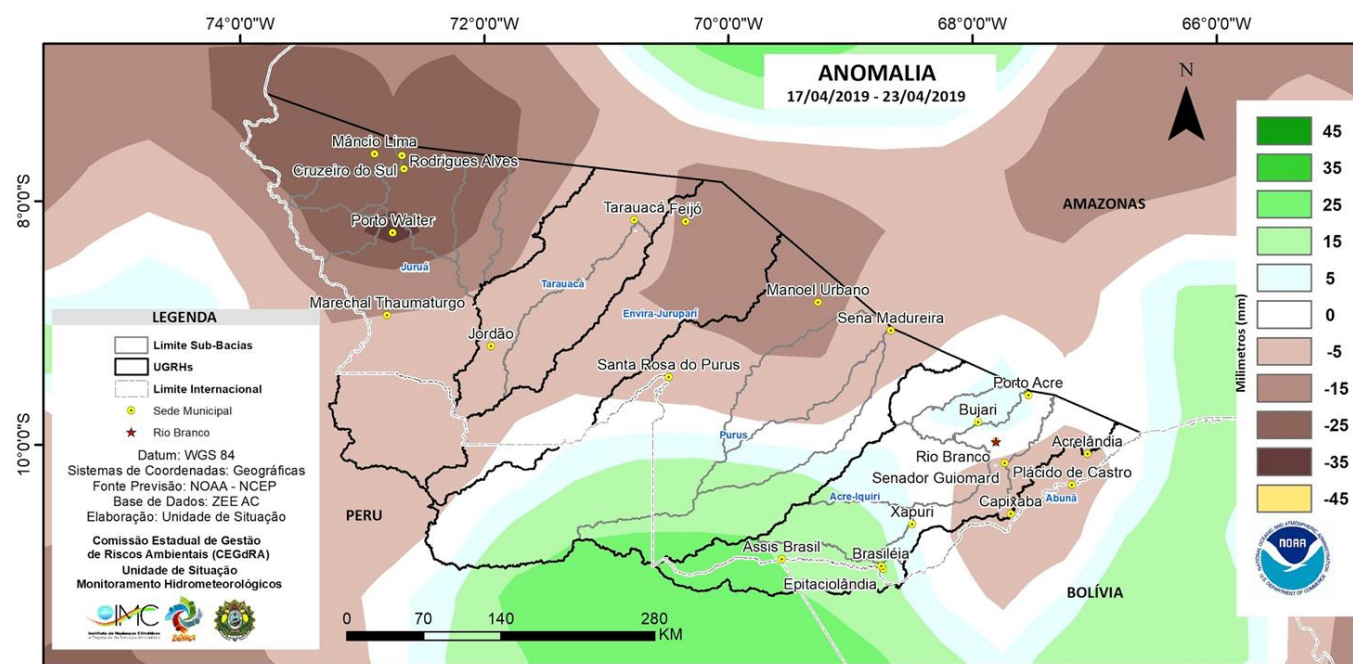 74°0'0"W
72°0'0"W
70°0'0"W
68°0'0"W
66°0'0"W
ANOMALIA
17/04/2019 - 23/04/2019
N
45
35
25
15
5
0
-5
-15
-25
-35
-45
Milímetros (mm)
8°0'0"S
10°0'0"S
Mâncio Lima
Rodrigues Alves
Cruzeiro do Sul
Porto Walter
Juruá
Marechal Thaumaturgo
Tarauacá
Feijó
Tarauacá
Jordão
Envira-Jurupari
Manoel Urbano
Sena Madureira
Santa Rosa do Purus
Purus
AMAZONAS
Porto Acre
Bujari
Rio Branco
Acrelândia
Senador Guiomard
Plácido de Castro
Abunã
Capixaba
Acre-Iquiri
Xapuri
Assis Brasil
Brasiléia
Epitaciolândia
PERU
BOLÍVIA
LEGENDA
Limite Sub-Bacias
UGRHs
Limite Internacional
Sede Municipal
Rio Branco
Datum: WGS 84
Sistemas de Coordenadas: Geográficas
Fonte Previsão: NOAA - NCEP
Base de Dados: ZEE AC
Elaboração: Unidade de Situação
Comissão Estadual de Gestão
de Riscos Ambientais (CEGdRA)
Unidade de Situação
Monitoramento Hidrometeorológicos
IMC
0 70 140 280
KM
NOAA